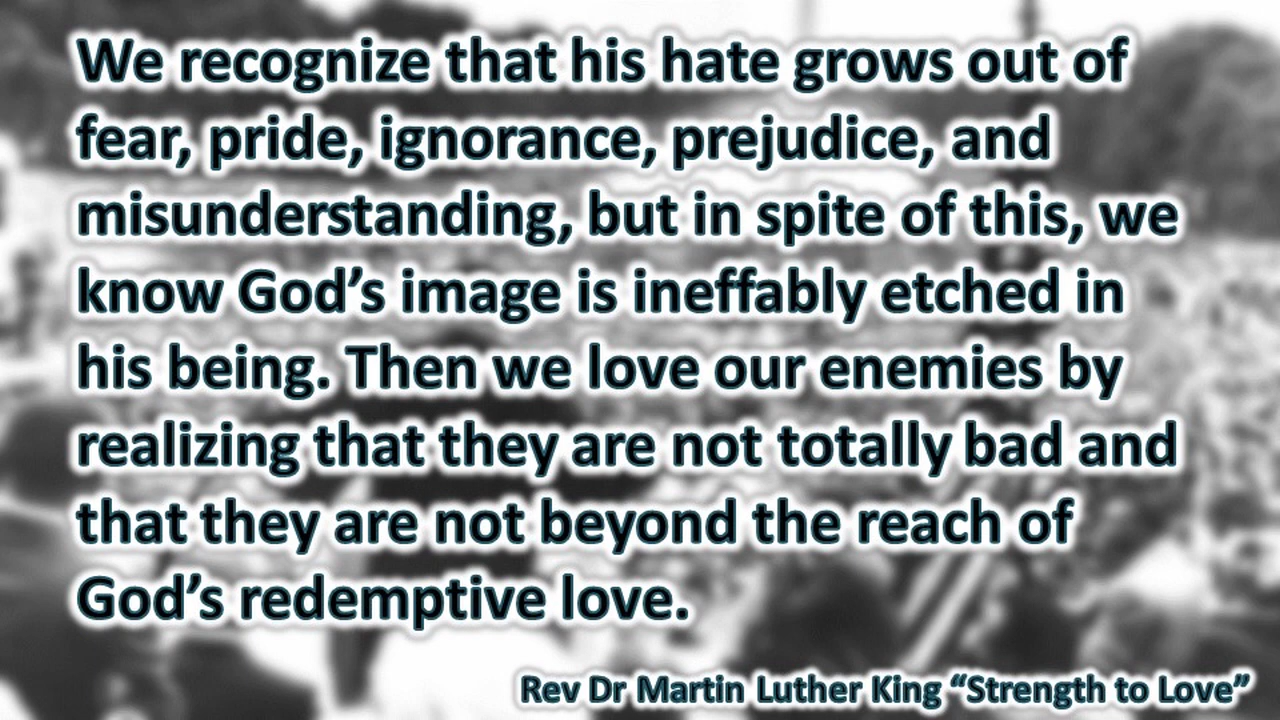 We recognize that his hate grows out of
fear, pride, ignorance, prejudice, and
misunderstanding, but in spite of this, we
know God’s image is ineffably etched in
his being. Then we love our enemies by
realizing that they are not totally bad and
that they are not beyond the reach of
God’s redemptive love.
Rev Dr Martin Luther King “Strength to Love”